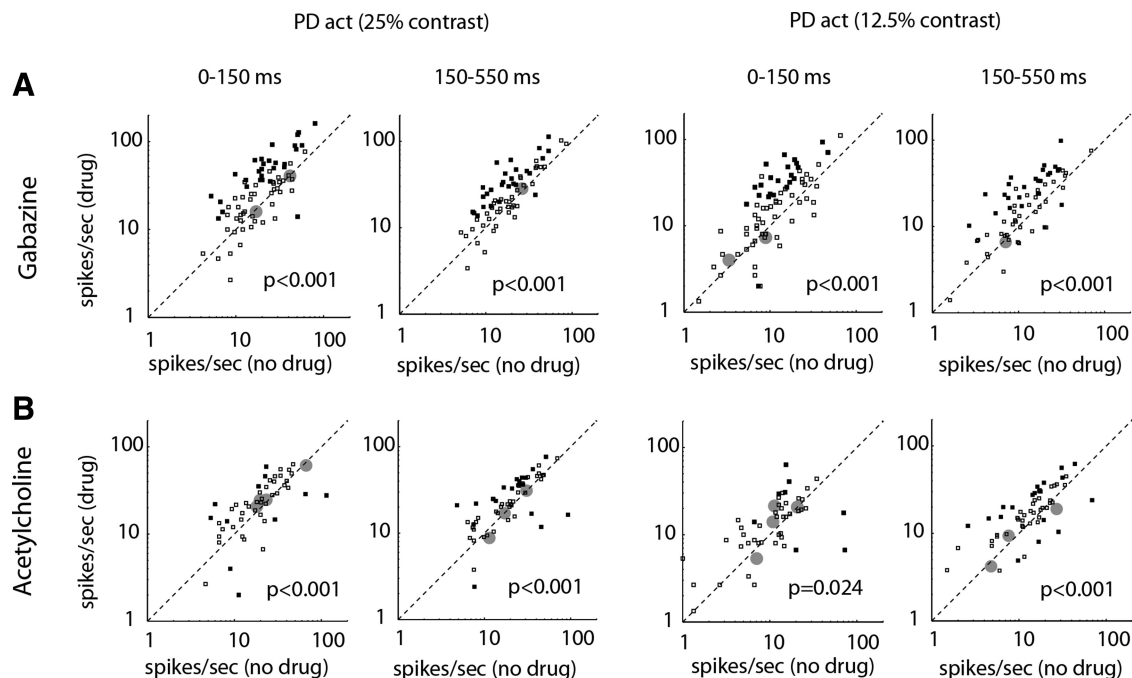 PD act (25% contrast) PD act (12.5% contrast)
A
0-150 ms 150-550 ms 0-150 ms 150-550 ms
Gabazine
spikes/sec (drug)
100 100 100 100
10 10 10 10
p<0.001 p<0.001 p<0.001 p<0.001
1 1 1 1
1 10 100 1 10 100 1 10 100 1 10 100
spikes/sec (no drug) spikes/sec (no drug) spikes/sec (no drug) spikes/sec (no drug)
B
Acetylcholine
spikes/sec (drug)
100 100 100 100
10 10 10 10
p<0.001 p<0.001 p=0.024 p<0.001
1 1 1 1
1 10 100 1 10 100 1 10 100 1 10 100
spikes/sec (no drug) spikes/sec (no drug) spikes/sec (no drug) spikes/sec (no drug)